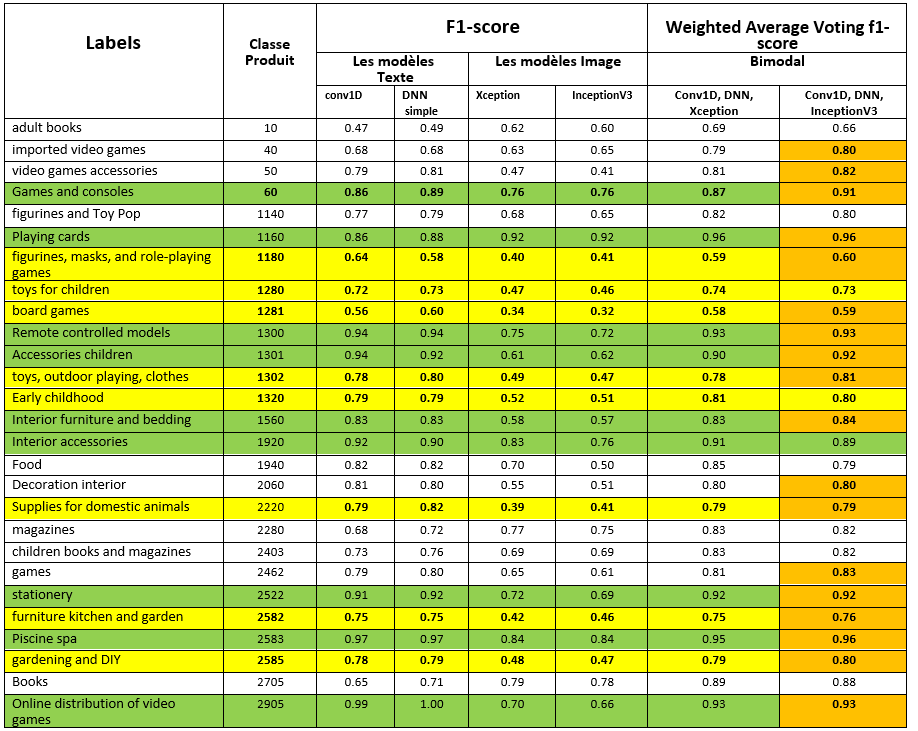 Labels Classe Produit F1-score Weighted Average Voting f1-score
Les modèles Texte Les modèles Image Bimodal
conv1D DNN simple Xception InceptionV3 Conv1D, DNN, Xception Conv1D, DNN, InceptionV3
adult books 10 0.47 0.49 0.62 0.60 0.69 0.66
imported video games 40 0.68 0.68 0.63 0.65 0.79 0.80
video games accessories 50 0.79 0.81 0.47 0.41 0.81 0.82
Games and consoles 60 0.86 0.89 0.76 0.76 0.87 0.91
figurines and Toy Pop 1140 0.77 0.79 0.68 0.65 0.82 0.80
Playing cards 1160 0.86 0.88 0.92 0.92 0.96 0.96
figurines, masks, and role-playing games 1180 0.64 0.58 0.40 0.41 0.59 0.60
toys for children 1280 0.72 0.73 0.47 0.46 0.74 0.73
board games 1281 0.56 0.60 0.34 0.32 0.58 0.59
Remote controlled models 1300 0.94 0.94 0.75 0.72 0.93 0.93
Accessories children 1301 0.94 0.92 0.61 0.62 0.90 0.92
toys, outdoor playing, clothes 1302 0.78 0.80 0.49 0.47 0.78 0.81
Early childhood 1320 0.79 0.79 0.52 0.51 0.81 0.80
Interior furniture and bedding 1560 0.83 0.83 0.58 0.57 0.83 0.84
Interior accessories 1920 0.92 0.90 0.83 0.76 0.91 0.89
Food 1940 0.82 0.82 0.70 0.50 0.85 0.79
Decoration interior 2060 0.81 0.80 0.55 0.51 0.80 0.80
Supplies for domestic animals 2220 0.79 0.82 0.39 0.41 0.79 0.79
magazines 2280 0.68 0.72 0.77 0.75 0.83 0.82
children books and magazines 2403 0.73 0.76 0.69 0.69 0.83 0.82
games 2462 0.79 0.80 0.65 0.61 0.81 0.83
stationery 2522 0.91 0.92 0.72 0.69 0.92 0.92
furniture kitchen and garden 2582 0.75 0.75 0.42 0.46 0.75 0.76
Piscine spa 2583 0.97 0.97 0.84 0.84 0.95 0.96
gardening and DIY 2585 0.78 0.79 0.48 0.47 0.79 0.80
Books 2705 0.65 0.71 0.79 0.78 0.89 0.88
Online distribution of video games 2905 0.99 1.00 0.70 0.66 0.93 0.93